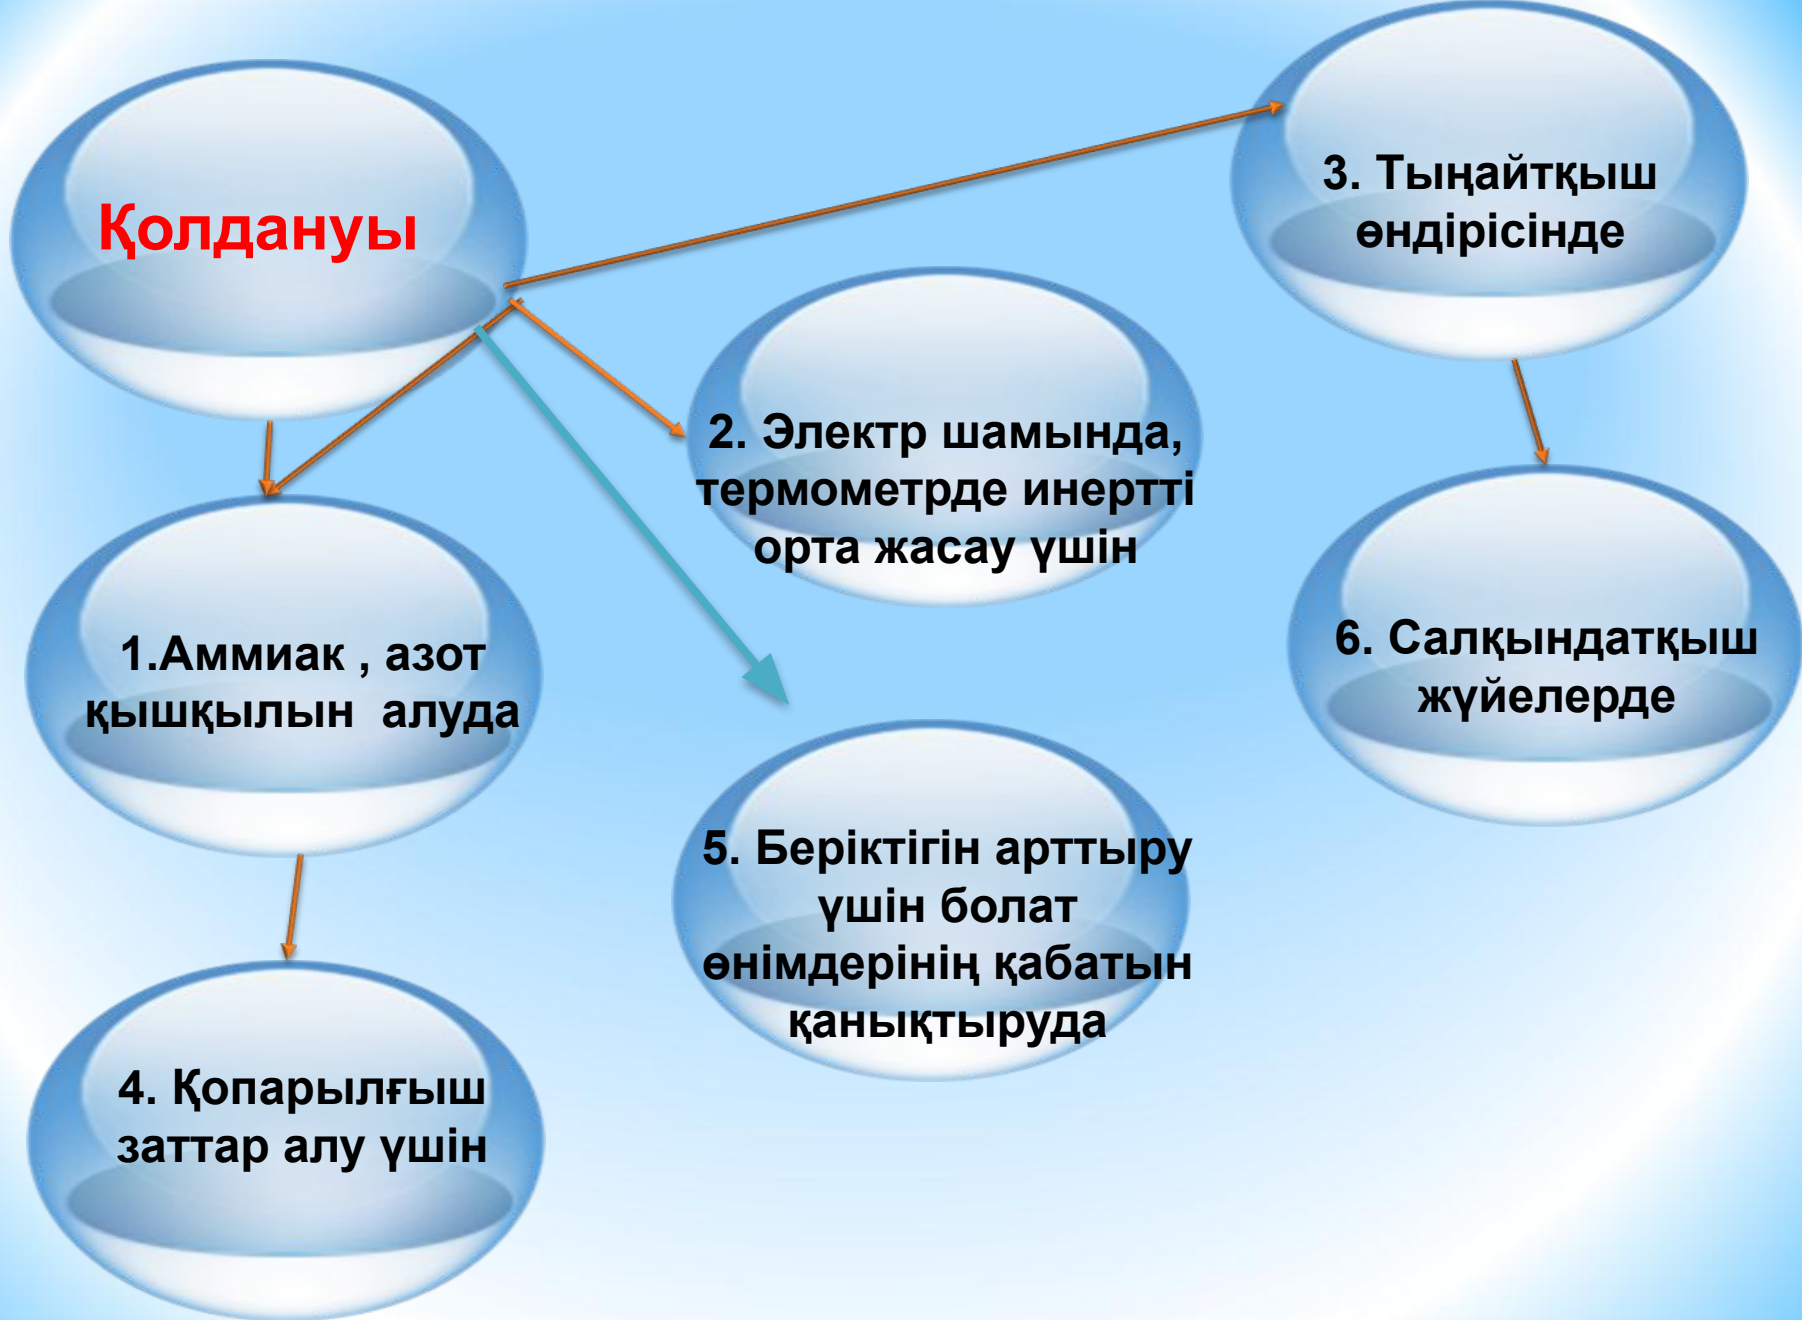 Қолдануы
1.Аммиак , азот
қышқылын алуда
2. Электр шамында,
термометрде инертті
орта жасау үшін
3. Тыңайтқыш
өндірісінде
4. Қопарылғыш
заттар алу үшін
5. Беріктігін арттыру
үшін болат
өнімдерінің қабатын
қанықтыруда
6. Салқындатқыш
жүйелерде